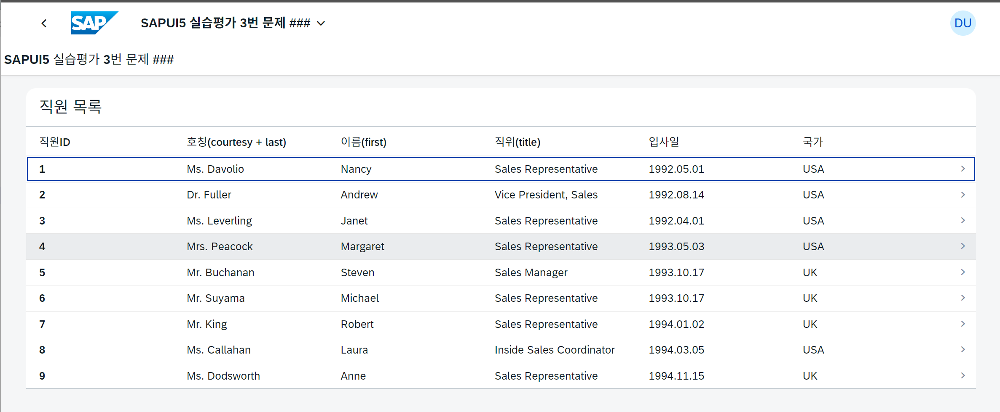 SAP SAPUI5 실습평가 3번 문제 ### DU
SAPUI5 실습평가 3번 문제 ###
직원 목록
직원ID 호칭(courtesy + last) 이름(first) 직위(title) 입사일 국가
1 Ms. Davolio Nancy Sales Representative 1992.05.01 USA
2 Dr. Fuller Andrew Vice President, Sales 1992.08.14 USA
3 Ms. Leverling Janet Sales Representative 1992.04.01 USA
4 Mrs. Peacock Margaret Sales Representative 1993.05.03 USA
5 Mr. Buchanan Steven Sales Manager 1993.10.17 UK
6 Mr. Suyama Michael Sales Representative 1993.10.17 UK
7 Mr. King Robert Sales Representative 1994.01.02 UK
8 Ms. Callahan Laura Inside Sales Coordinator 1994.03.05 USA
9 Ms. Dodsworth Anne Sales Representative 1994.11.15 UK